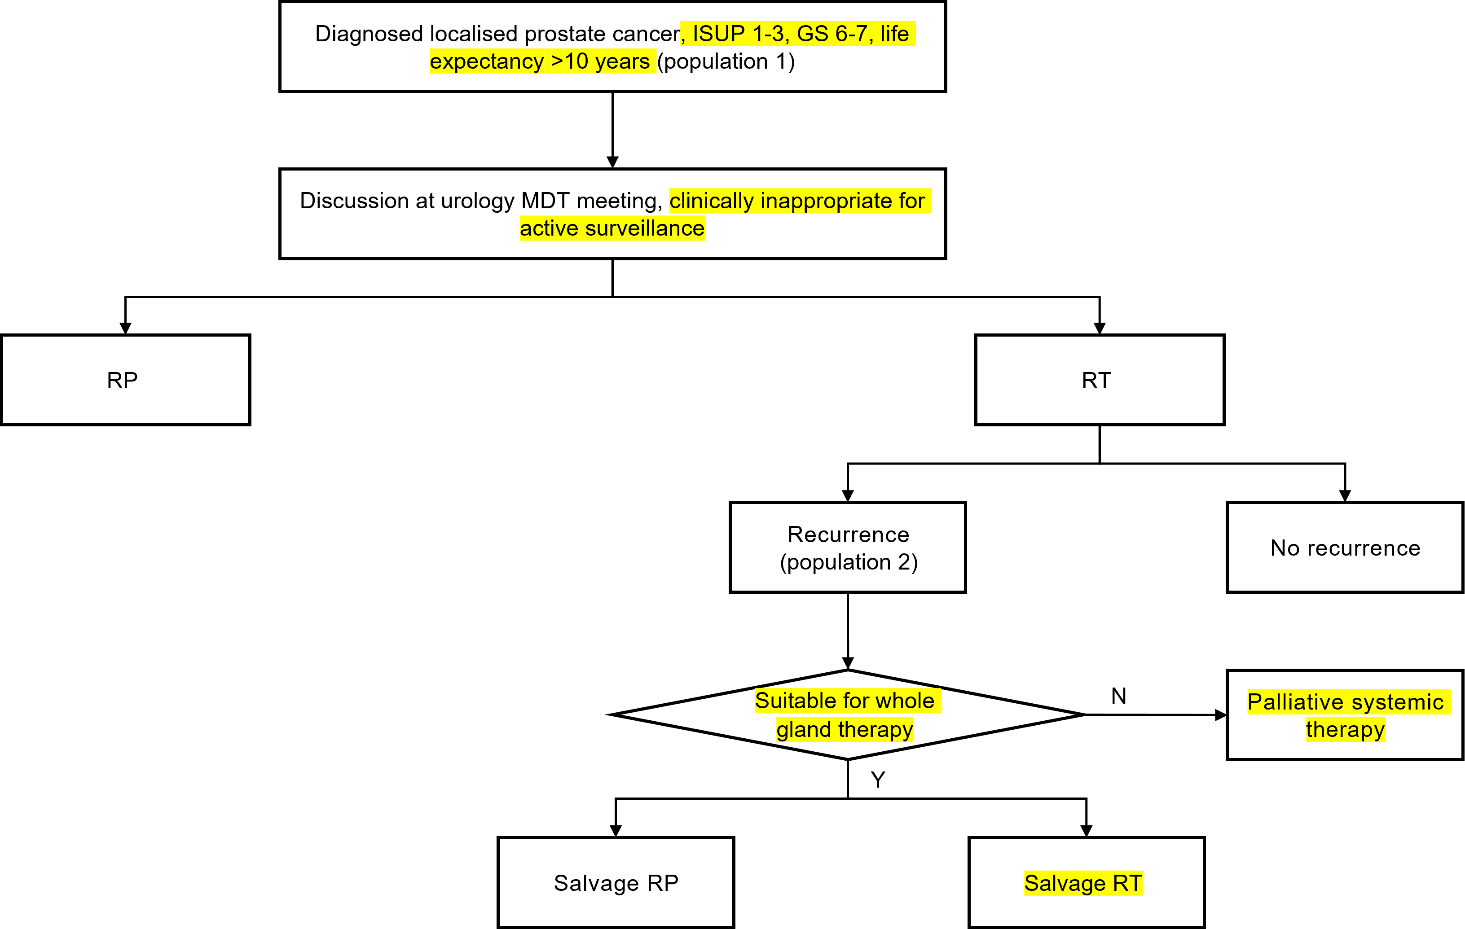 Diagnosed localised prostate cancer, ISUP 1-3, GS 6-7, life
expectancy >10 years (population 1)
Discussion at urology MDT meeting, clinically inappropriate for
active surveillance
RP
RT
Recurrence
(population 2)
No recurrence
Suitable for whole
gland therapy
N
Palliative systemic
therapy
Y
Salvage RP
Salvage RT